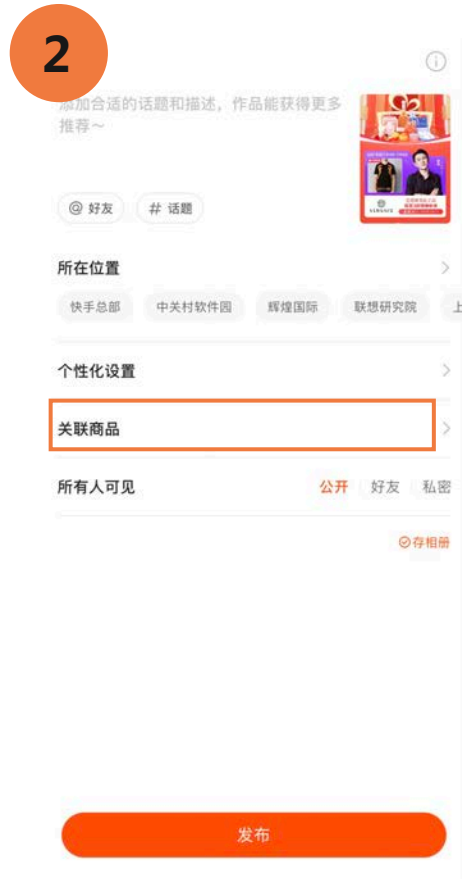 2
添加合适的话题和描述，作品能获得更多
推荐～
@ 好友
# 话题
所在位置
快手总部
中关村软件园
辉煌国际
联想研究院
上
个性化设置
关联商品
所有人可见
公开
好友
私密
存相册
发布